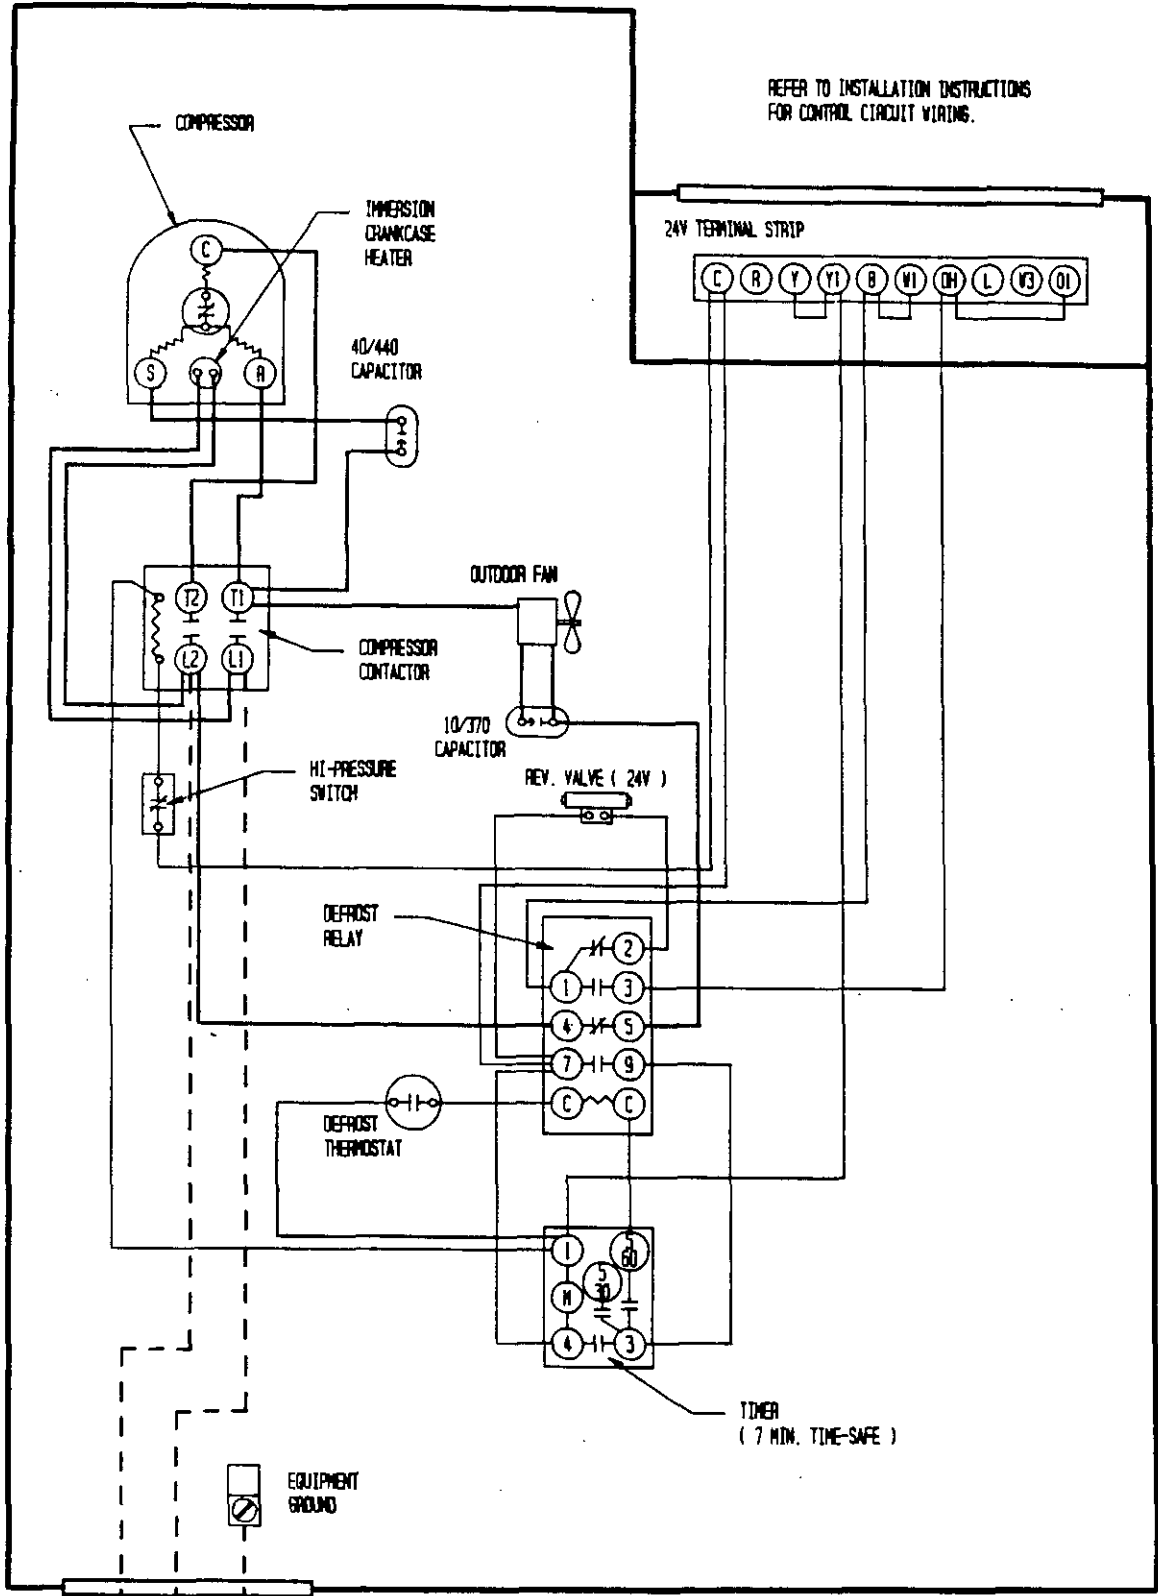 REFER TO INSTALLATION INSTRUCTIONS
FOR CONTROL CIRCUIT WIRING.
COMPRESSOR
IMMERSION
CRANKCASE
HEATER
24V TERMINAL STRIP
C
C R Y Y1 B W1 OH L W3 O1
S R
40/440
CAPACITOR
OUTDOOR FAN
T2 T1
COMPRESSOR
CONTACTOR
L2 L1
10/370
CAPACITOR
HI-PRESSURE
SWITCH
REV. VALVE ( 24V )
DEFROST
RELAY
2
1 3
4 5
7 9
C C
DEFROST
THERMOSTAT
1
5
60
5
30
M
4 3
TIMER
( 7 MIN. TIME-SAFE )
EQUIPMENT
GROUND